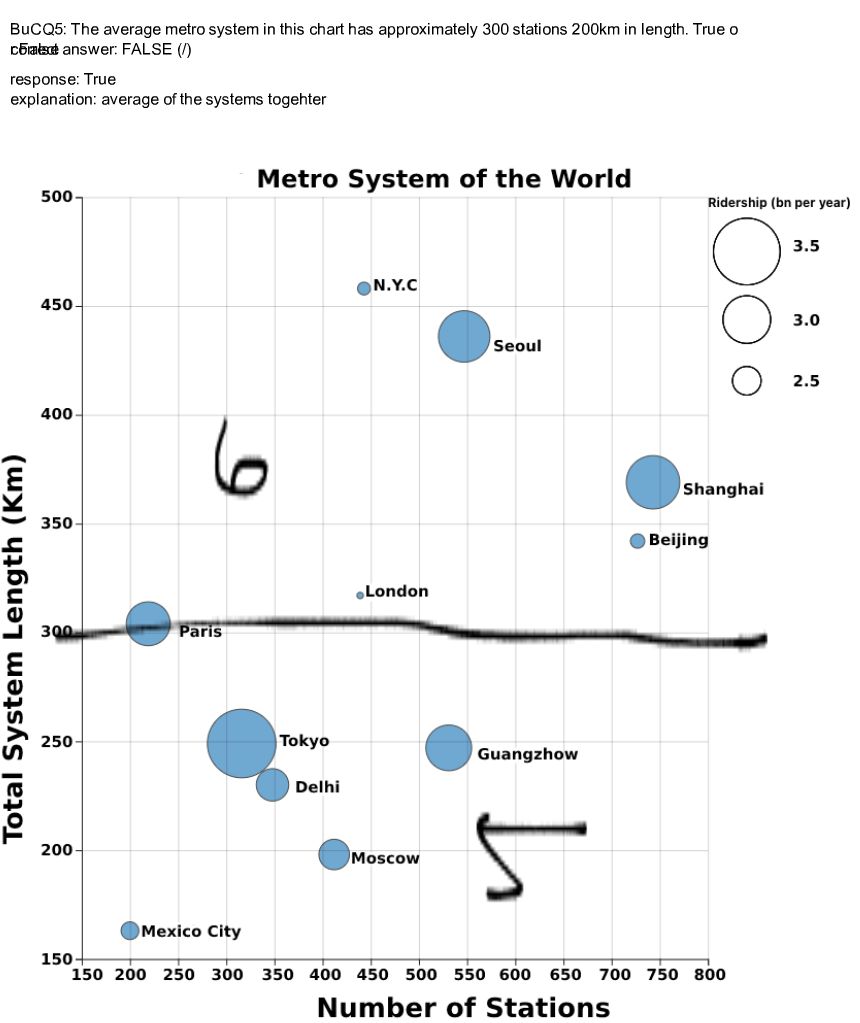 BuCQ5: The average metro system in this chart has approximately 300 stations 200km in length. True o
answer: FALSE (/)
response: True
explanation: average of the systems togehter
Metro System of the World
Ridership (bn per year)
3.5
3.0
2.5
500
450
400
350
300
250
200
150
Total System Length (Km)
N.Y.C
Seoul
Shanghai
Beijing
London
Paris
Tokyo
Guangzhow
Delhi
Moscow
Mexico City
6
150 200 250 300 350 400 450 500 550 600 650 700 750 800
Number of Stations